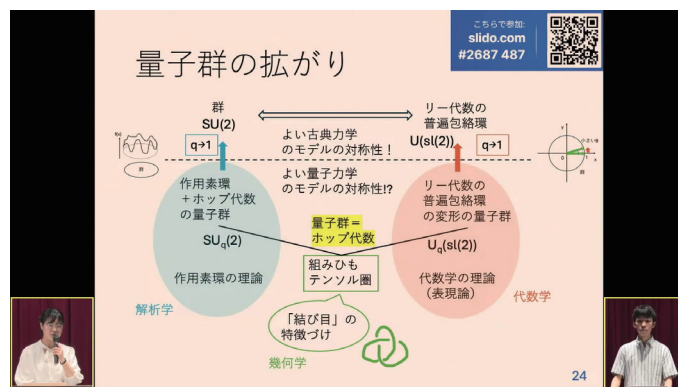 こちらで参加:
slido.com
#2687 487
量子群の拡がり
群
SU(2)
リー代数の
普遍包絡環
U(sl(2))
q→1
q→1
よい古典力学
のモデルの対称性！
よい量子力学
のモデルの対称性!?
作用素環
＋ホップ代数
の量子群
SUq(2)
作用素環の理論
解析学
量子群＝
ホップ代数
組みひも
テンソル圏
「結び目」の
特徴づけ
幾何学
リー代数の
普遍包絡環
の変形の量子群
Uq(sl(2))
代数学の理論
（表現論）
代数学
f(x)
群
y
x
0
1
群
24